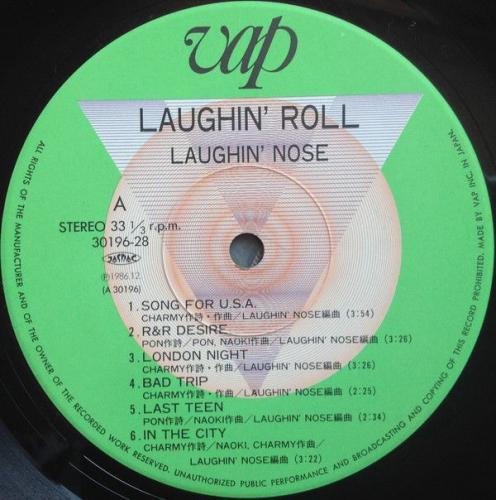 vap
LAUGHIN' ROLL
LAUGHIN' NOSE
A
STEREO 33 1/3 r.p.m.
30196-28
JASRAC
Ⓟ1986.12.
(A 30196)
1. SONG FOR U.S.A.
CHARMY作詩・作曲/LAUGHIN' NOSE編曲 (3:54)
2. R&R DESIRE
PON作詩/PON, NAOKI作曲/LAUGHIN' NOSE編曲 (3:26)
3. LONDON NIGHT
CHARMY作詩・作曲/LAUGHIN' NOSE編曲 (3:26)
4. BAD TRIP
CHARMY作詩・作曲/LAUGHIN' NOSE編曲 (2:25)
5. LAST TEEN
PON作詩/NAOKI作曲/LAUGHIN' NOSE編曲 (2:34)
6. IN THE CITY
CHARMY作詩/NAOKI, CHARMY作曲/
LAUGHIN' NOSE編曲 (3:22)
ALL RIGHTS OF THE MANUFACTURER AND OF THE OWNER OF THE RECORDED WORK RESERVED. UNAUTHORIZED PUBLIC PERFORMANCE AND BROADCASTING AND COPYING OF THIS RECORD PROHIBITED. MADE BY VAP INC. IN JAPAN.